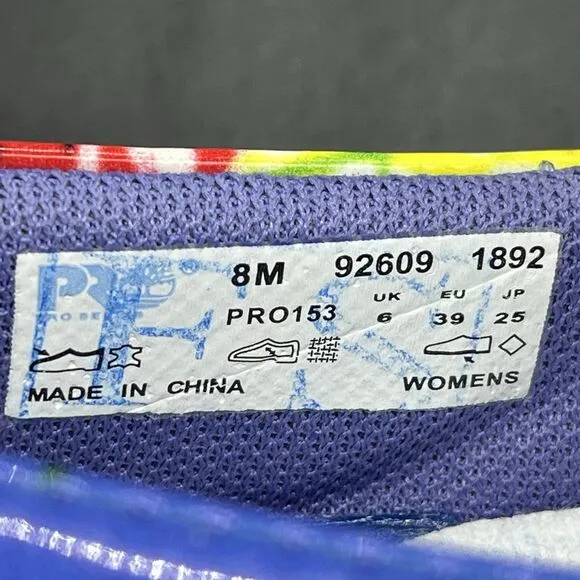 8M 92609 1892
PRO153 UK EU JP
6 39 25
MADE IN CHINA WOMENS